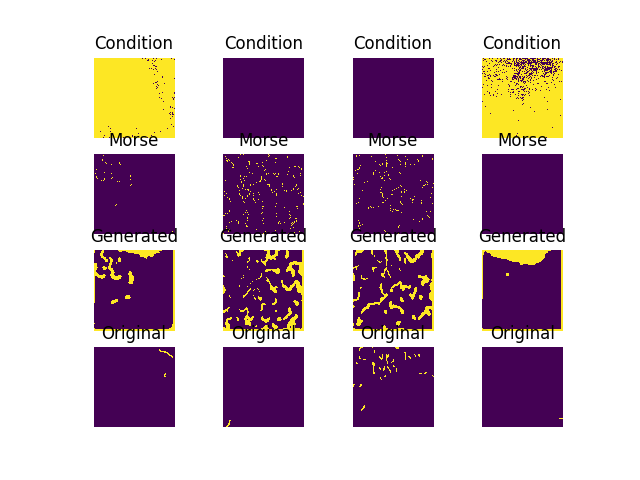 Condition Condition Condition Condition
Morse Morse Morse Morse
Generated Generated Generated Generated
Original Original Original Original